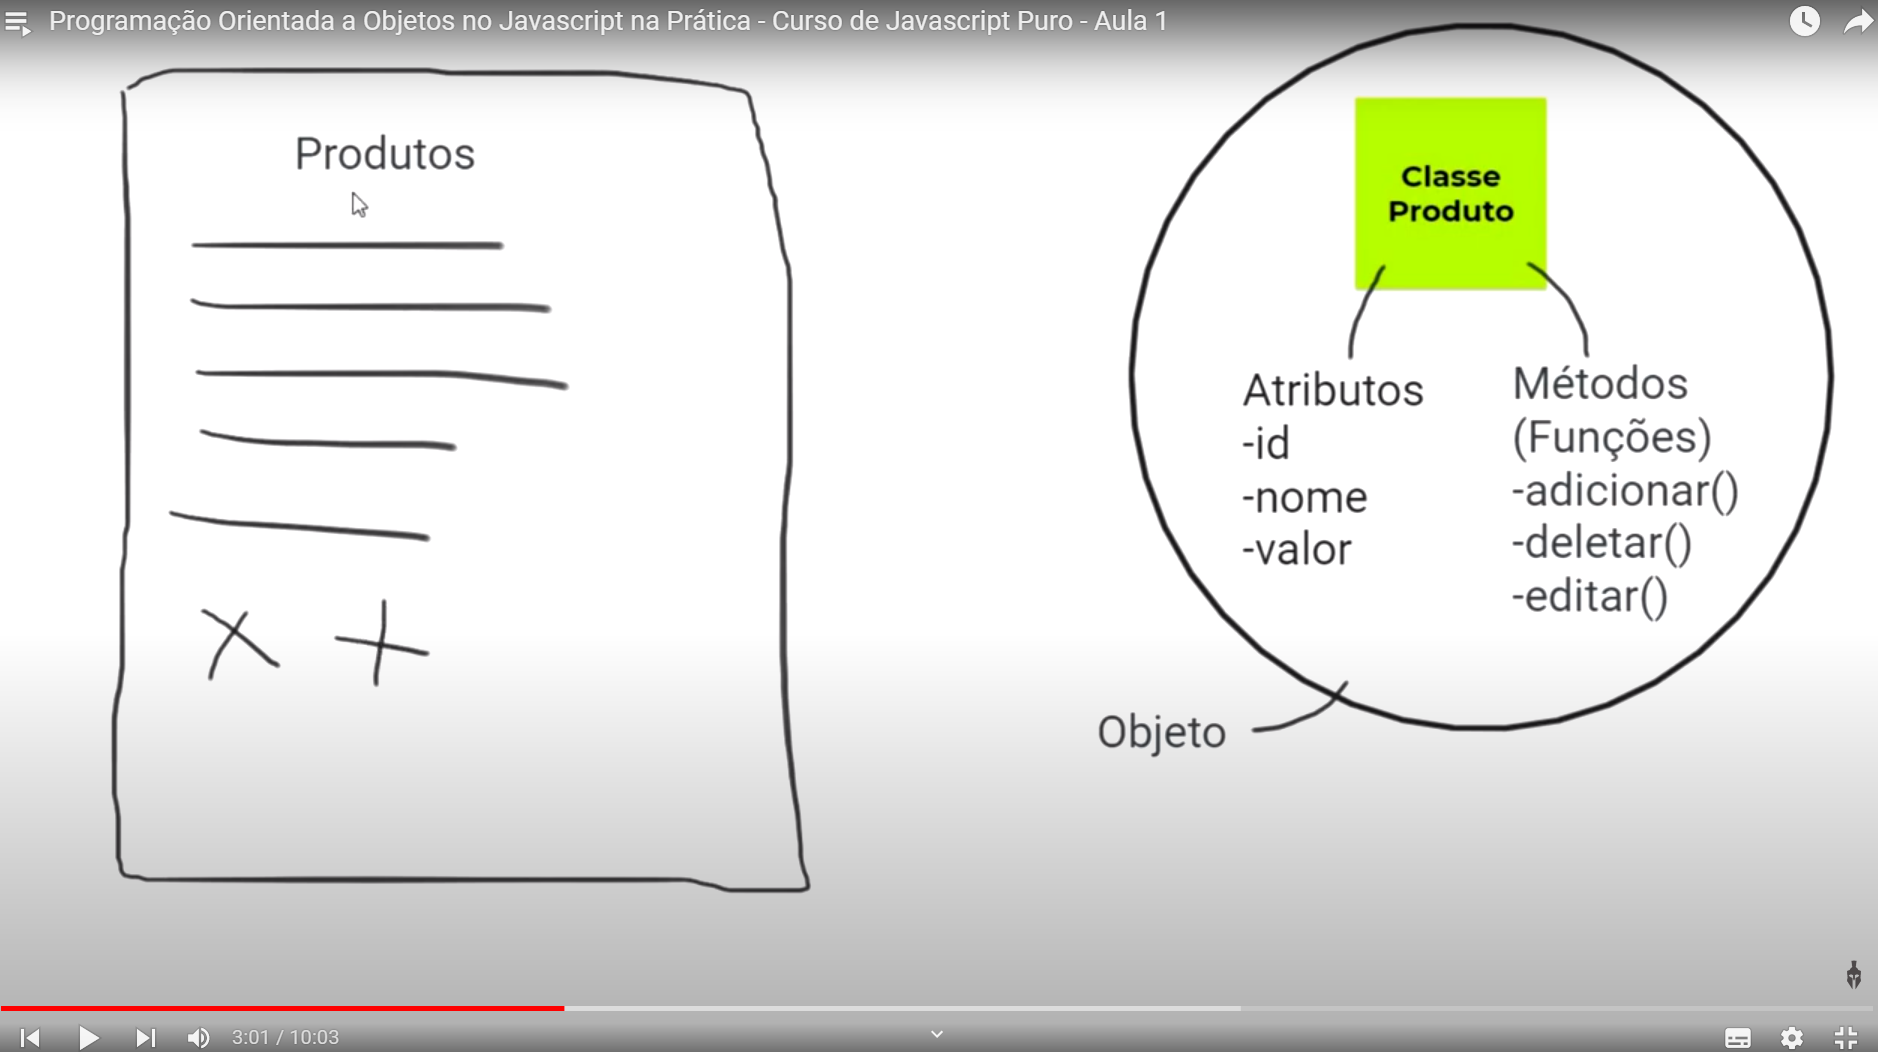 Programação Orientada a Objetos no Javascript na Prática - Curso de Javascript Puro - Aula 1
Produtos
Classe
Produto
Atributos
-id
-nome
-valor
Métodos
(Funções)
-adicionar()
-deletar()
-editar()
Objeto
3:01 / 10:03